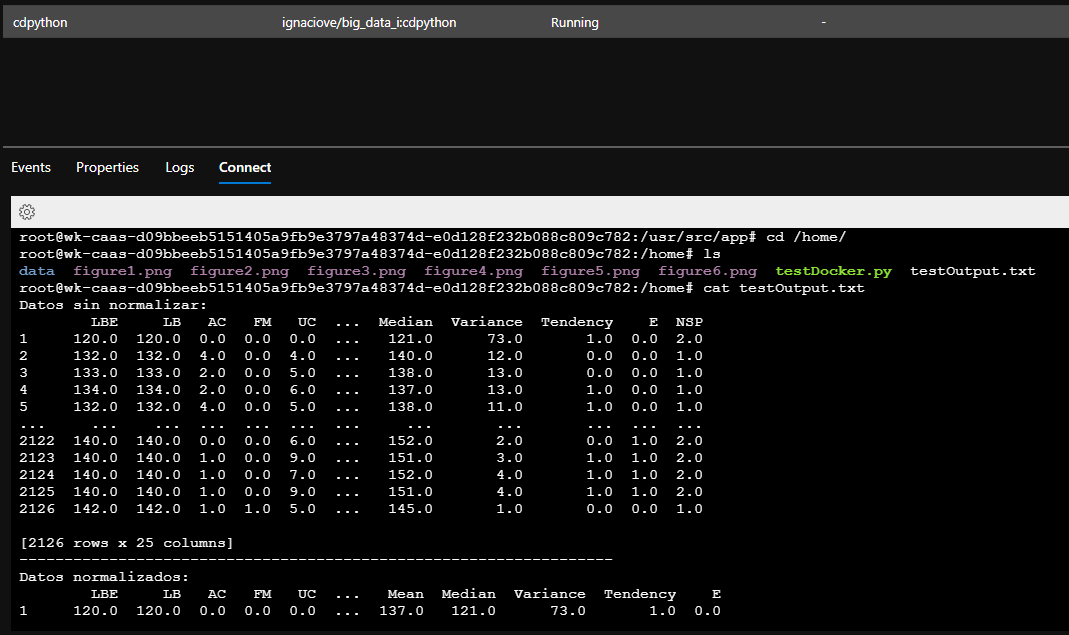 cdpython ignaciove/big_data_i:cdpython Running -
Events Properties Logs Connect
root@wk-caas-d09bbeeb5151405a9fb9e3797a48374d-e0d128f232b088c809c782:/usr/src/app# cd /home/
root@wk-caas-d09bbeeb5151405a9fb9e3797a48374d-e0d128f232b088c809c782:/home# ls
data figure1.png figure2.png figure3.png figure4.png figure5.png figure6.png testDocker.py testOutput.txt
root@wk-caas-d09bbeeb5151405a9fb9e3797a48374d-e0d128f232b088c809c782:/home# cat testOutput.txt
Datos sin normalizar:
        LBE     LB   AC   FM   UC  ...  Median  Variance  Tendency    E  NSP
1     120.0  120.0  0.0  0.0  0.0  ...   121.0      73.0       1.0  0.0  2.0
2     132.0  132.0  4.0  0.0  4.0  ...   140.0      12.0       0.0  0.0  1.0
3     133.0  133.0  2.0  0.0  5.0  ...   138.0      13.0       0.0  0.0  1.0
4     134.0  134.0  2.0  0.0  6.0  ...   137.0      13.0       1.0  0.0  1.0
5     132.0  132.0  4.0  0.0  5.0  ...   138.0      11.0       1.0  0.0  1.0
...     ...    ...  ...  ...  ...  ...     ...       ...       ...  ...  ...
2122  140.0  140.0  0.0  0.0  6.0  ...   152.0       2.0       0.0  1.0  2.0
2123  140.0  140.0  1.0  0.0  9.0  ...   151.0       3.0       1.0  1.0  2.0
2124  140.0  140.0  1.0  0.0  7.0  ...   152.0       4.0       1.0  1.0  2.0
2125  140.0  140.0  1.0  0.0  9.0  ...   151.0       4.0       1.0  1.0  2.0
2126  142.0  142.0  1.0  1.0  5.0  ...   145.0       1.0       0.0  0.0  1.0
[2126 rows x 25 columns]
------------------------------------------------------------------
Datos normalizados:
        LBE     LB   AC   FM   UC  ...   Mean  Median  Variance  Tendency    E
1     120.0  120.0  0.0  0.0  0.0  ...  137.0   121.0      73.0       1.0  0.0